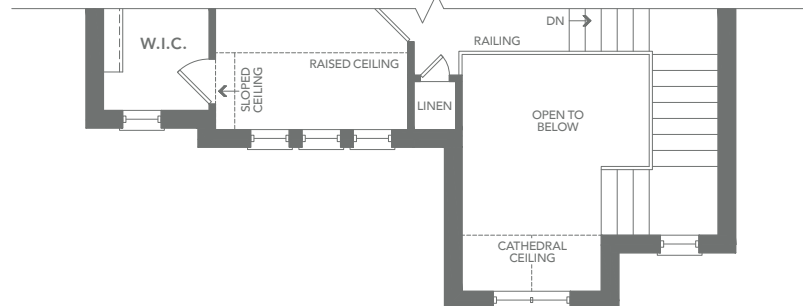 DN
W.I.C.
RAILING
RAISED CEILING
SLOPED
CEILING
LINEN
OPEN TO
BELOW
CATHEDRAL
CEILING